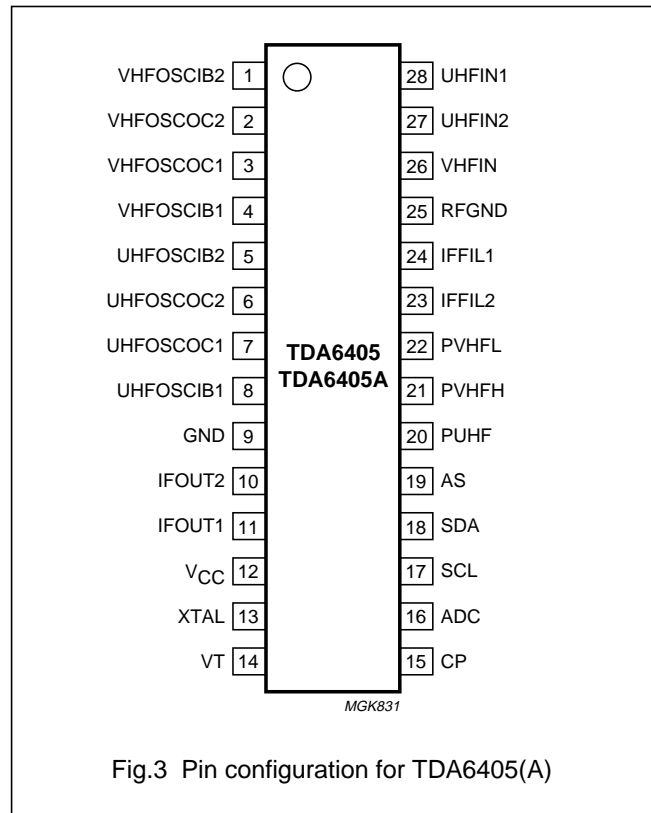 VHFOSCIB2 1 28 UHFIN1
VHFOSCOC2 2 27 UHFIN2
VHFOSCOC1 3 26 VHFIN
VHFOSCIB1 4 25 RFGND
UHFOSCIB2 5 24 IFFIL1
UHFOSCOC2 6 23 IFFIL2
UHFOSCOC1 7 22 PVHFL
TDA6405
TDA6405A
UHFOSCIB1 8 21 PVHFH
GND 9 20 PUHF
IFOUT2 10 19 AS
IFOUT1 11 18 SDA
VCC 12 17 SCL
XTAL 13 16 ADC
VT 14 15 CP
MGK831
Fig.3 Pin configuration for TDA6405(A)